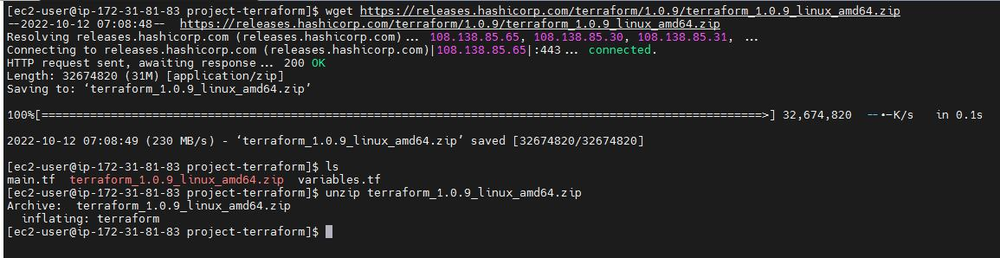 [ec2-user@ip-172-31-81-83 project-terraform]$ wget https://releases.hashicorp.com/terraform/1.0.9/terraform_1.0.9_linux_amd64.zip
--2022-10-12 07:08:48--  https://releases.hashicorp.com/terraform/1.0.9/terraform_1.0.9_linux_amd64.zip
Resolving releases.hashicorp.com (releases.hashicorp.com)... 108.138.85.65, 108.138.85.30, 108.138.85.31, ...
Connecting to releases.hashicorp.com (releases.hashicorp.com)|108.138.85.65|:443... connected.
HTTP request sent, awaiting response... 200 OK
Length: 32674820 (31M) [application/zip]
Saving to: ‘terraform_1.0.9_linux_amd64.zip’
100%[======================================================================================================>] 32,674,820  --.-K/s   in 0.1s
2022-10-12 07:08:49 (230 MB/s) - ‘terraform_1.0.9_linux_amd64.zip’ saved [32674820/32674820]
[ec2-user@ip-172-31-81-83 project-terraform]$ ls
main.tf  terraform_1.0.9_linux_amd64.zip  variables.tf
[ec2-user@ip-172-31-81-83 project-terraform]$ unzip terraform_1.0.9_linux_amd64.zip
Archive:  terraform_1.0.9_linux_amd64.zip
  inflating: terraform
[ec2-user@ip-172-31-81-83 project-terraform]$